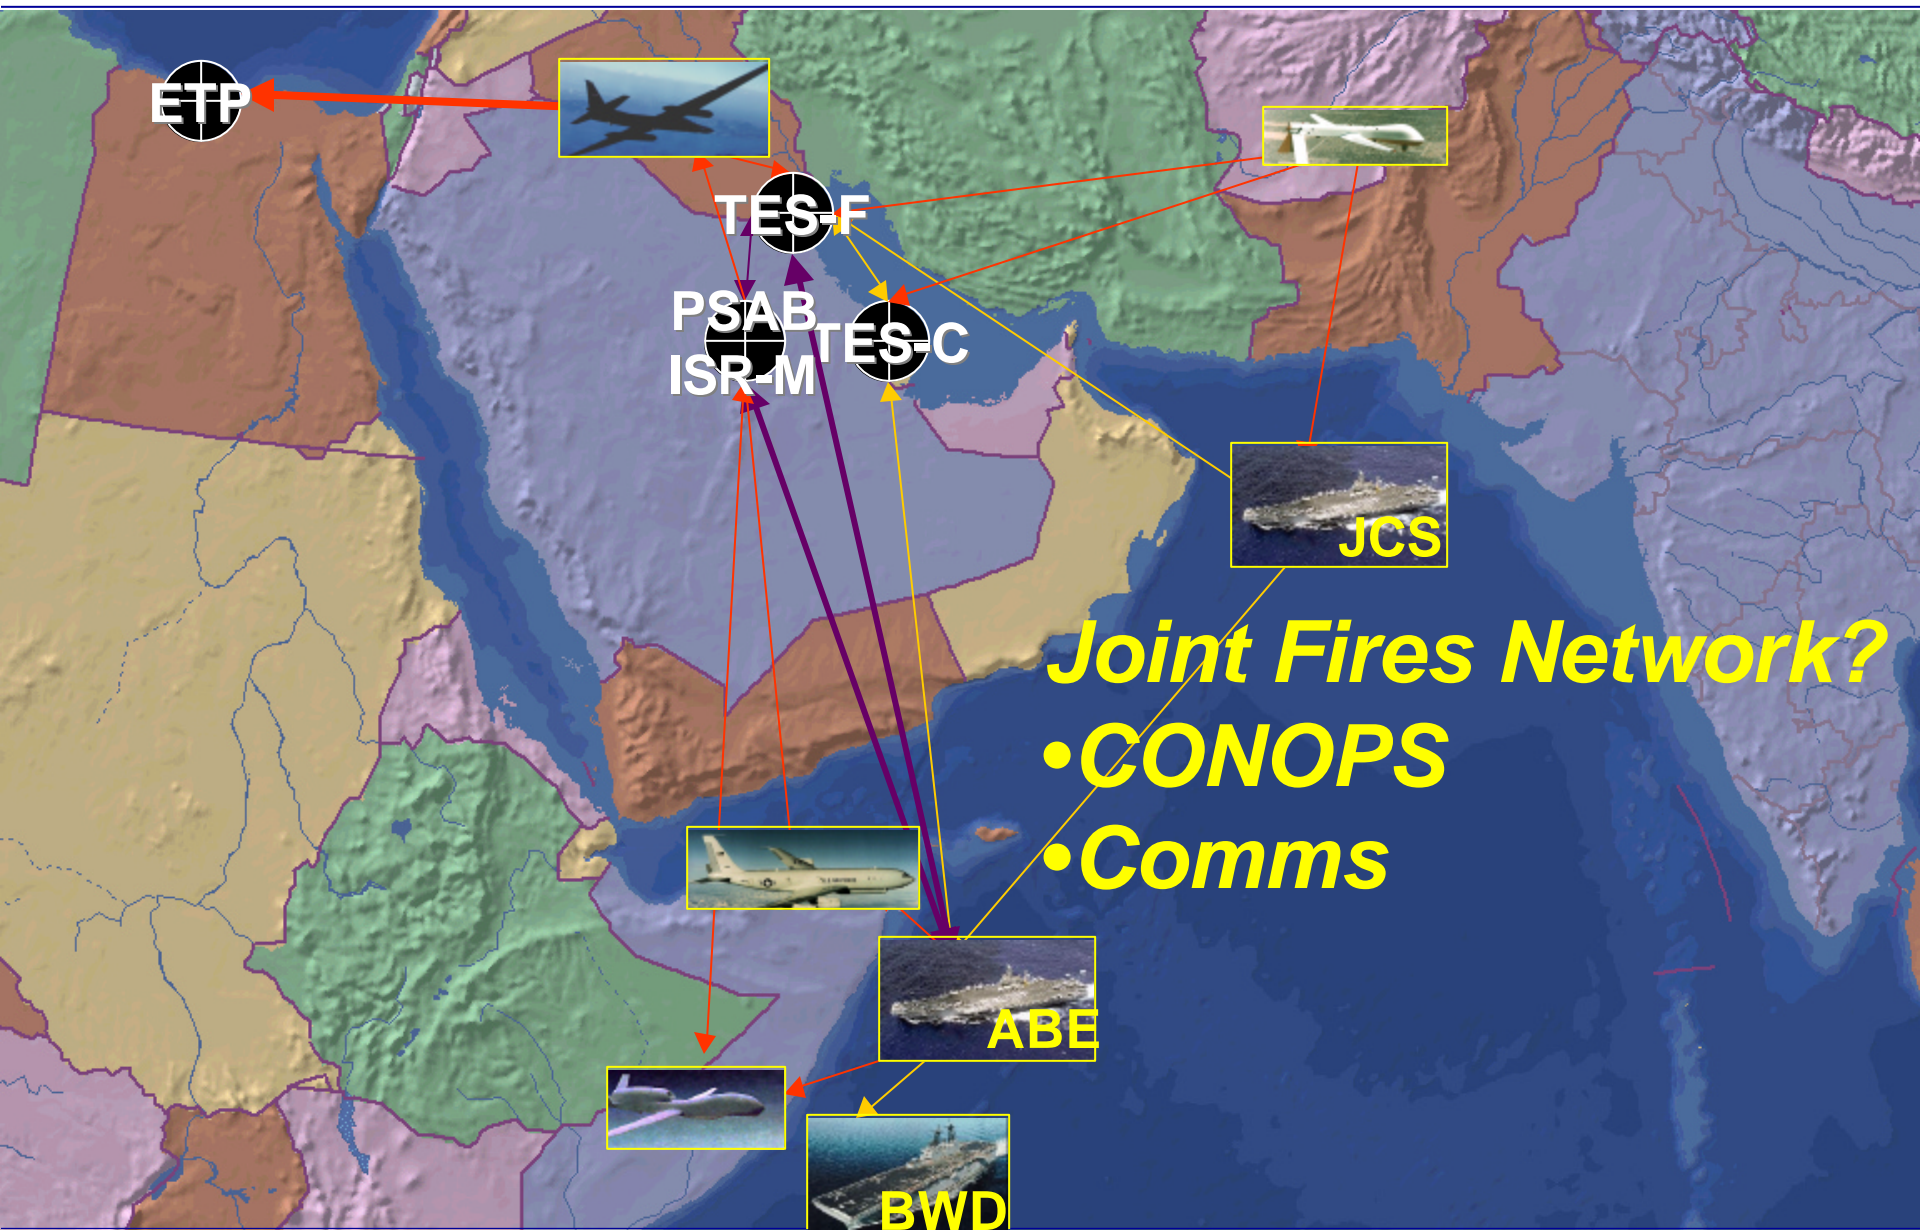 ETP
TES-F
PSAB
ISR-M
TES-C
JCS
Joint Fires Network?
•CONOPS
•Comms
ABE
BWD